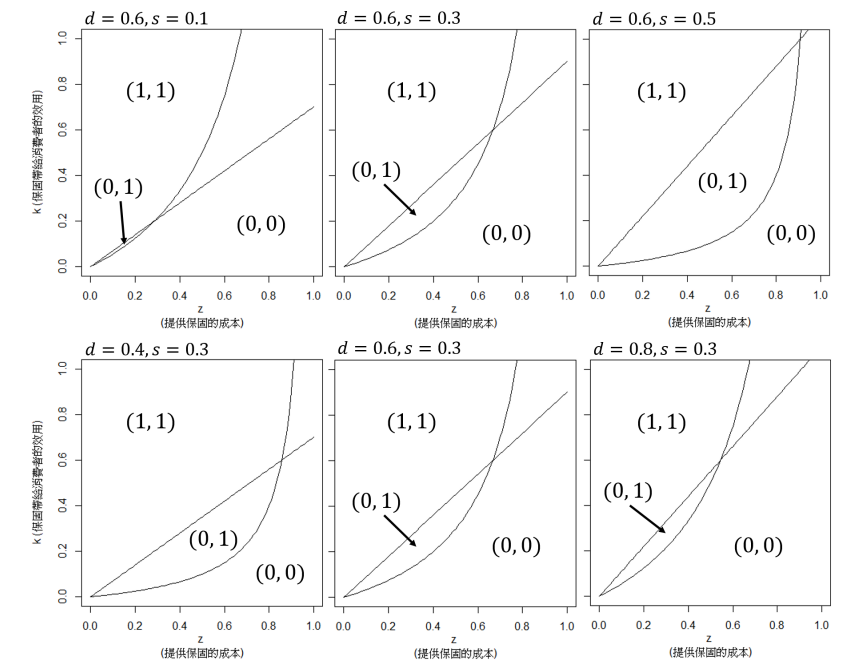 d = 0.6, s = 0.1
d = 0.6, s = 0.3
d = 0.6, s = 0.5
k (保固帶給消費者的效用)
0.0 0.2 0.4 0.6 0.8 1.0
(1, 1)
(0, 1)
(0, 0)
(1, 1)
(0, 1)
(0, 0)
(1, 1)
(0, 1)
(0, 0)
0.0 0.2 0.4 0.6 0.8 1.0
0.0 0.2 0.4 0.6 0.8 1.0
0.0 0.2 0.4 0.6 0.8 1.0
z
z
z
(提供保固的成本)
(提供保固的成本)
(提供保固的成本)
d = 0.4, s = 0.3
d = 0.6, s = 0.3
d = 0.8, s = 0.3
k (保固帶給消費者的效用)
0.0 0.2 0.4 0.6 0.8 1.0
(1, 1)
(0, 1)
(0, 0)
(1, 1)
(0, 1)
(0, 0)
(1, 1)
(0, 1)
(0, 0)
0.0 0.2 0.4 0.6 0.8 1.0
0.0 0.2 0.4 0.6 0.8 1.0
0.0 0.2 0.4 0.6 0.8 1.0
z
z
z
(提供保固的成本)
(提供保固的成本)
(提供保固的成本)